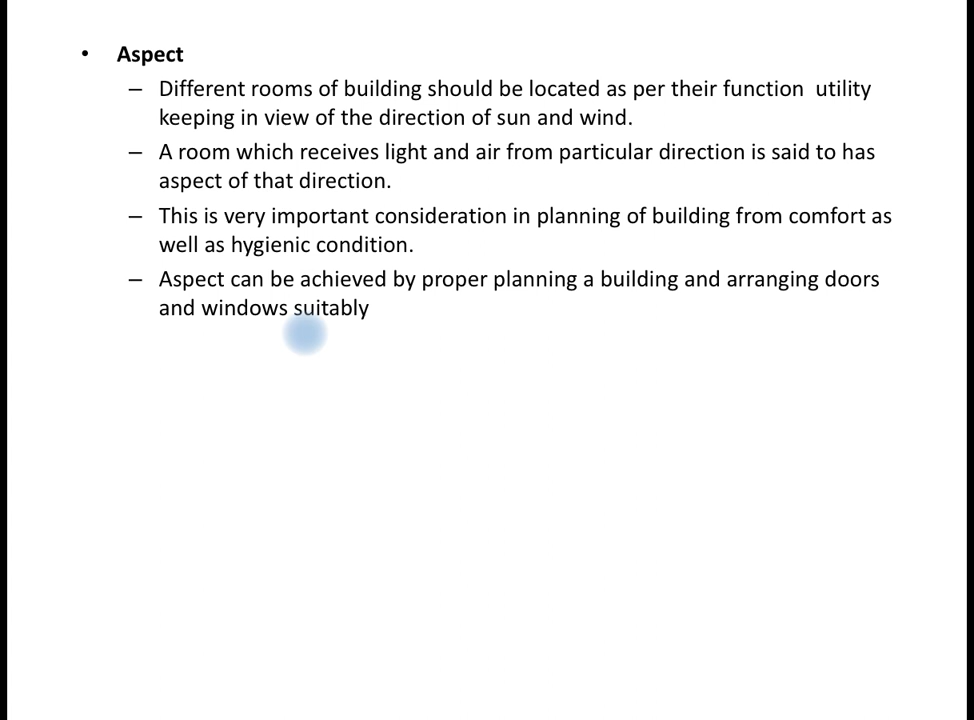 • Aspect
– Different rooms of building should be located as per their function  utility
keeping in view of the direction of sun and wind.
– A room which receives light and air from particular direction is said to has
aspect of that direction.
– This is very important consideration in planning of building from comfort as
well as hygienic condition.
– Aspect can be achieved by proper planning a building and arranging doors
and windows suitably